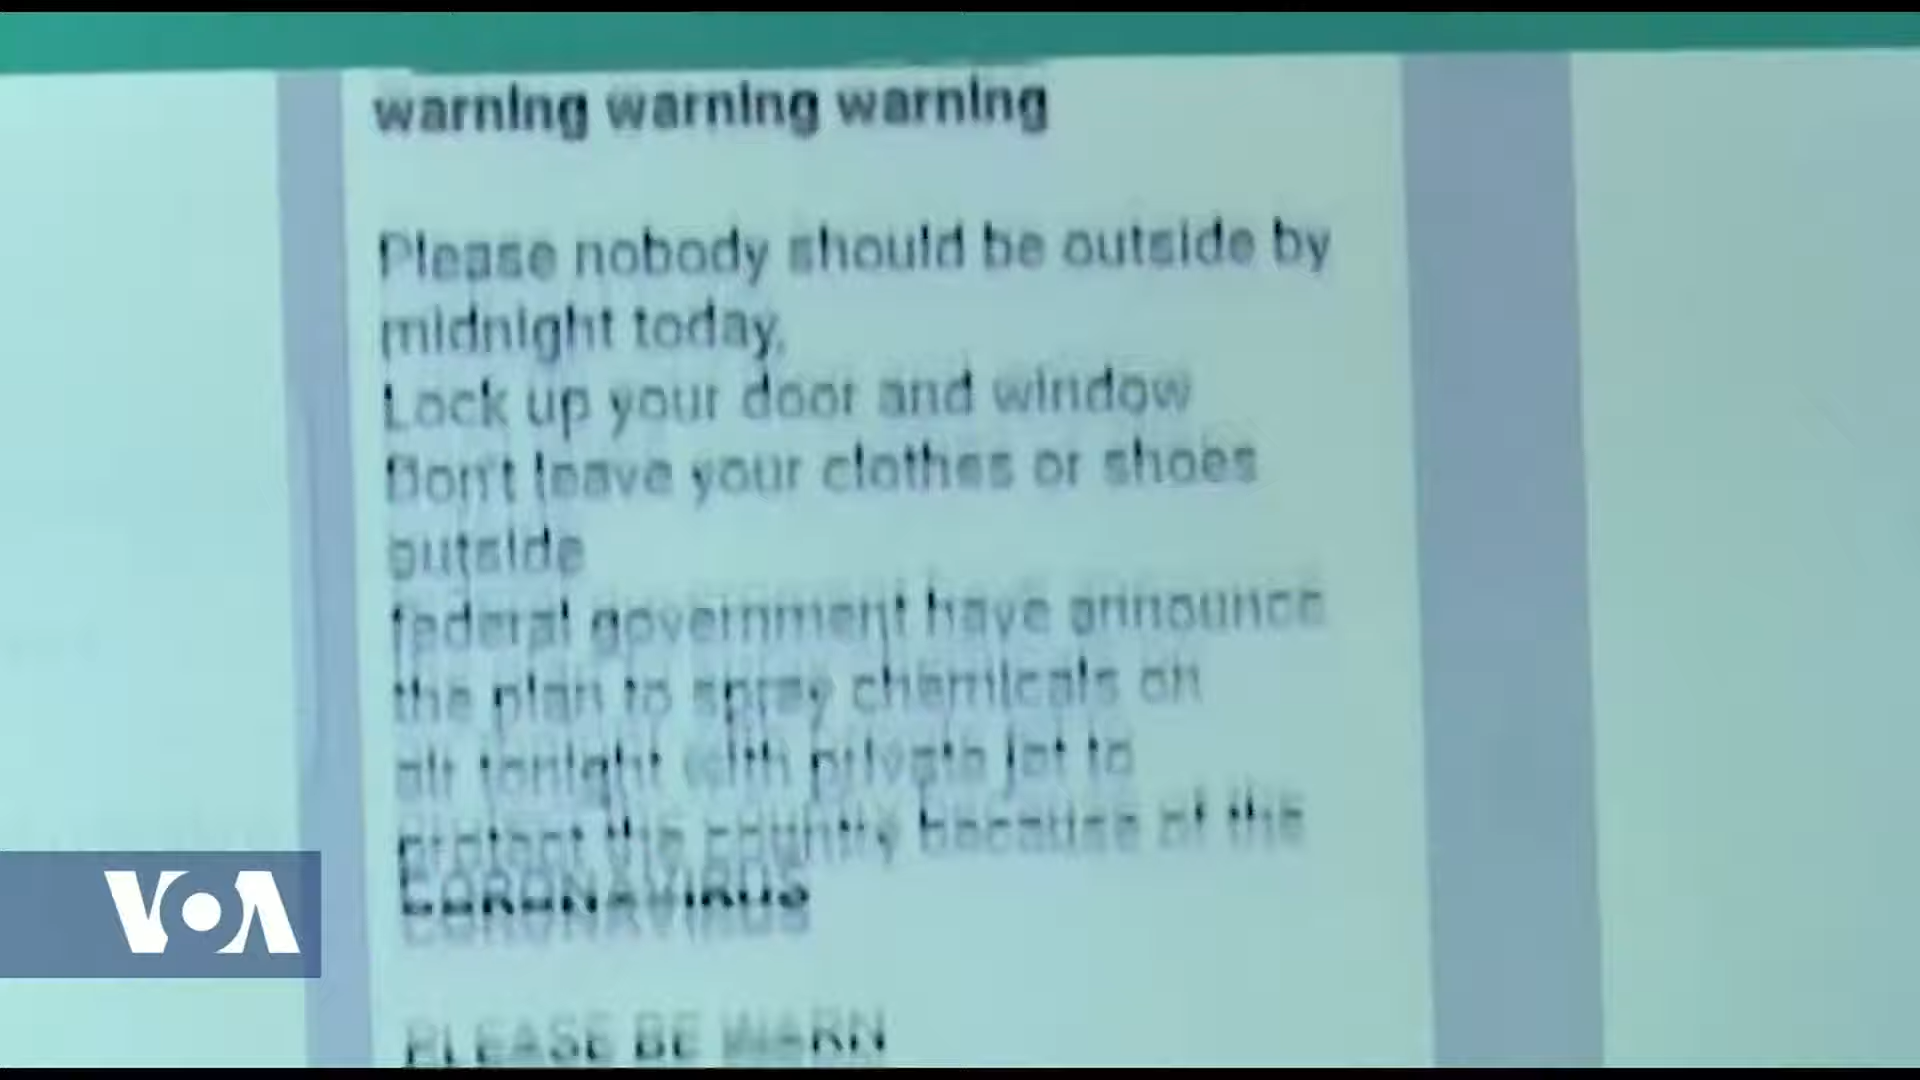 warning warning warning
Please nobody should be outside by
midnight today,
Lock up your door and window
Don't leave your clothes or shoes
outside
federal government have announce
the plan to spray chemicals on
air tonight with private jet to
protect the country because of the
CORONAVIRUS
PLEASE BE WARN
VOA